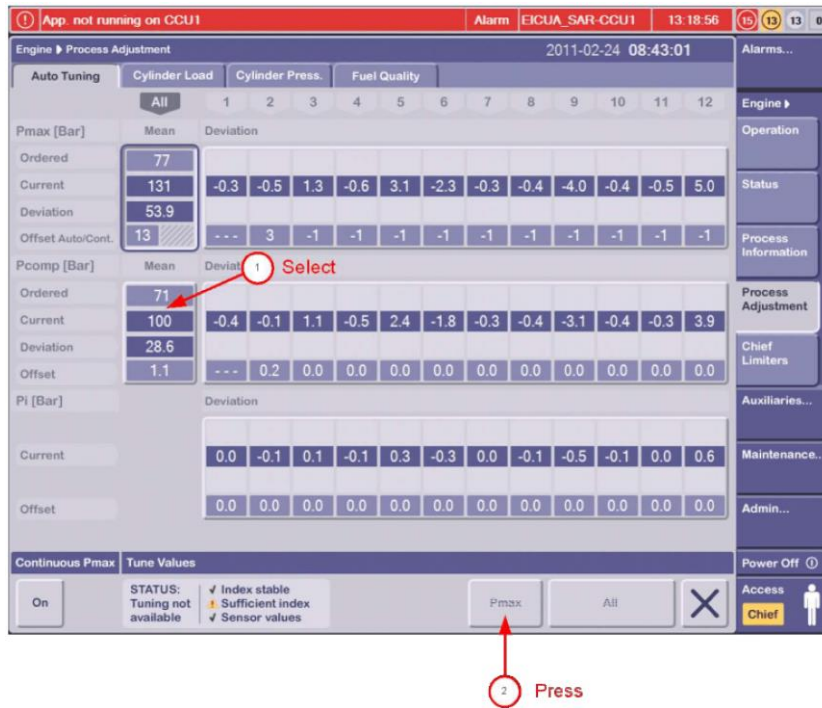 App. not running on CCU1 Alarm EICUA_SAR-CCU1 13:18:56 15 13 13 0
Engine Process Adjustment 2011-02-24 08:43:01 Alarms...
Auto Tuning Cylinder Load Cylinder Press. Fuel Quality
All 1 2 3 4 5 6 7 8 9 10 11 12 Engine
Pmax [Bar] Mean Deviation Operation
Ordered 77
Current 131 -0.3 -0.5 1.3 -0.6 3.1 -2.3 -0.3 -0.4 -4.0 -0.4 -0.5 5.0 Status
Deviation 53.9
Offset Auto/Cont. 13 --- 3 -1 -1 -1 -1 -1 -1 -1 -1 -1 -1 Process
Information
Pcomp [Bar] Mean 1 Select
Ordered 71 Process
Adjustment
Current 100 -0.4 -0.1 1.1 -0.5 2.4 -1.8 -0.3 -0.4 -3.1 -0.4 -0.3 3.9
Deviation 28.6 Chief
Limiters
Offset 1.1 --- 0.2 0.0 0.0 0.0 0.0 0.0 0.0 0.0 0.0 0.0 0.0
Pi [Bar] Deviation Auxiliaries...
Current 0.0 -0.1 0.1 -0.1 0.3 -0.3 0.0 -0.1 -0.5 -0.1 0.0 0.6 Maintenance..
Offset 0.0 0.0 0.0 0.0 0.0 0.0 0.0 0.0 0.0 0.0 0.0 0.0 Admin...
Continuous Pmax Tune Values Power Off
On STATUS: Index stable Pmax All Access
Tuning not Sufficient index
available Sensor values Chief
2 Press